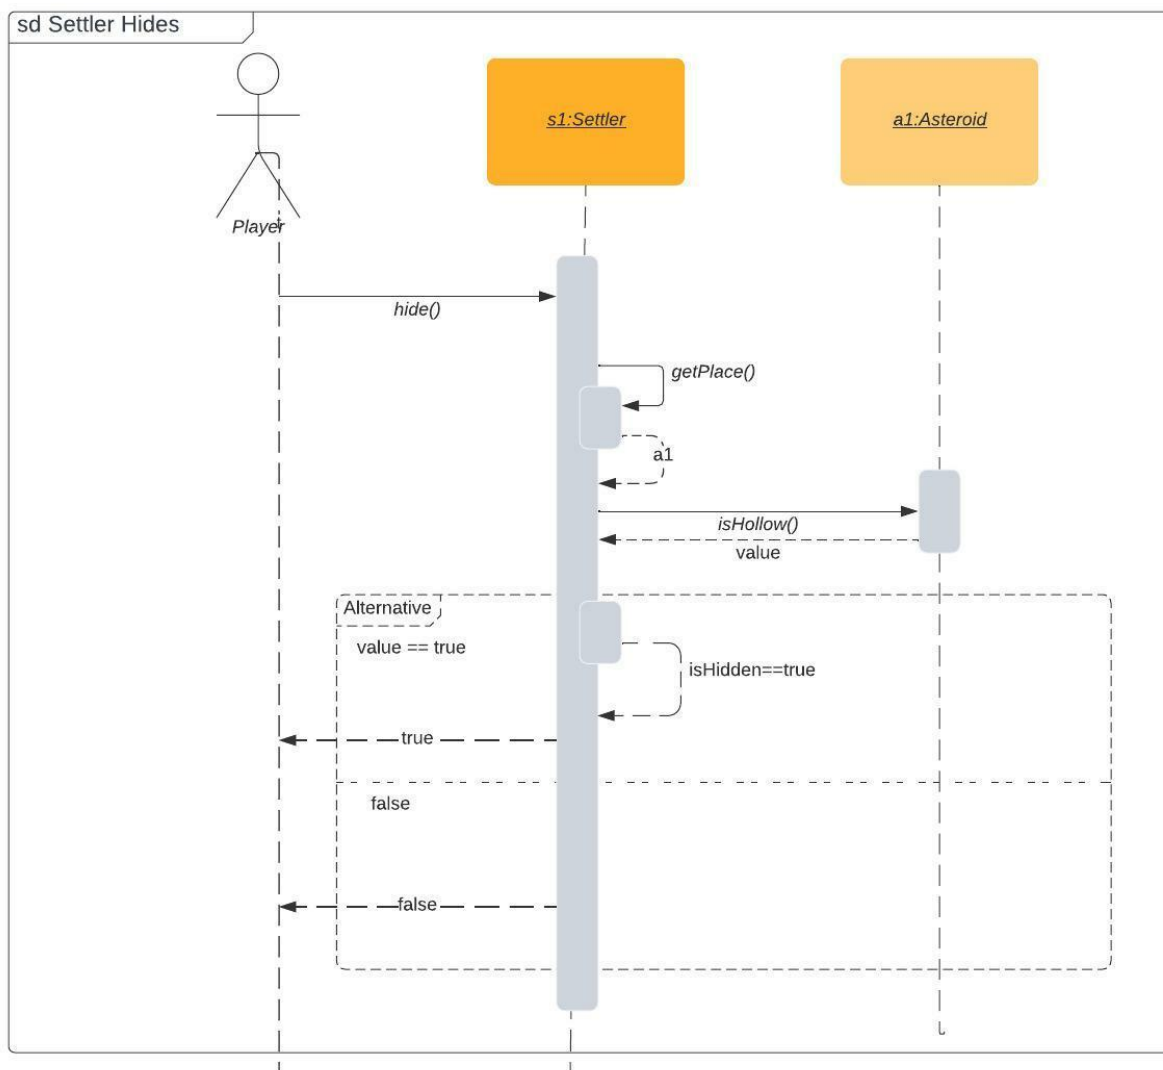 sd Settler Hides
s1:Settler
a1:Asteroid
Player
hide()
getPlace()
a1
isHollow()
value
Alternative
value == true
isHidden==true
true
false
false